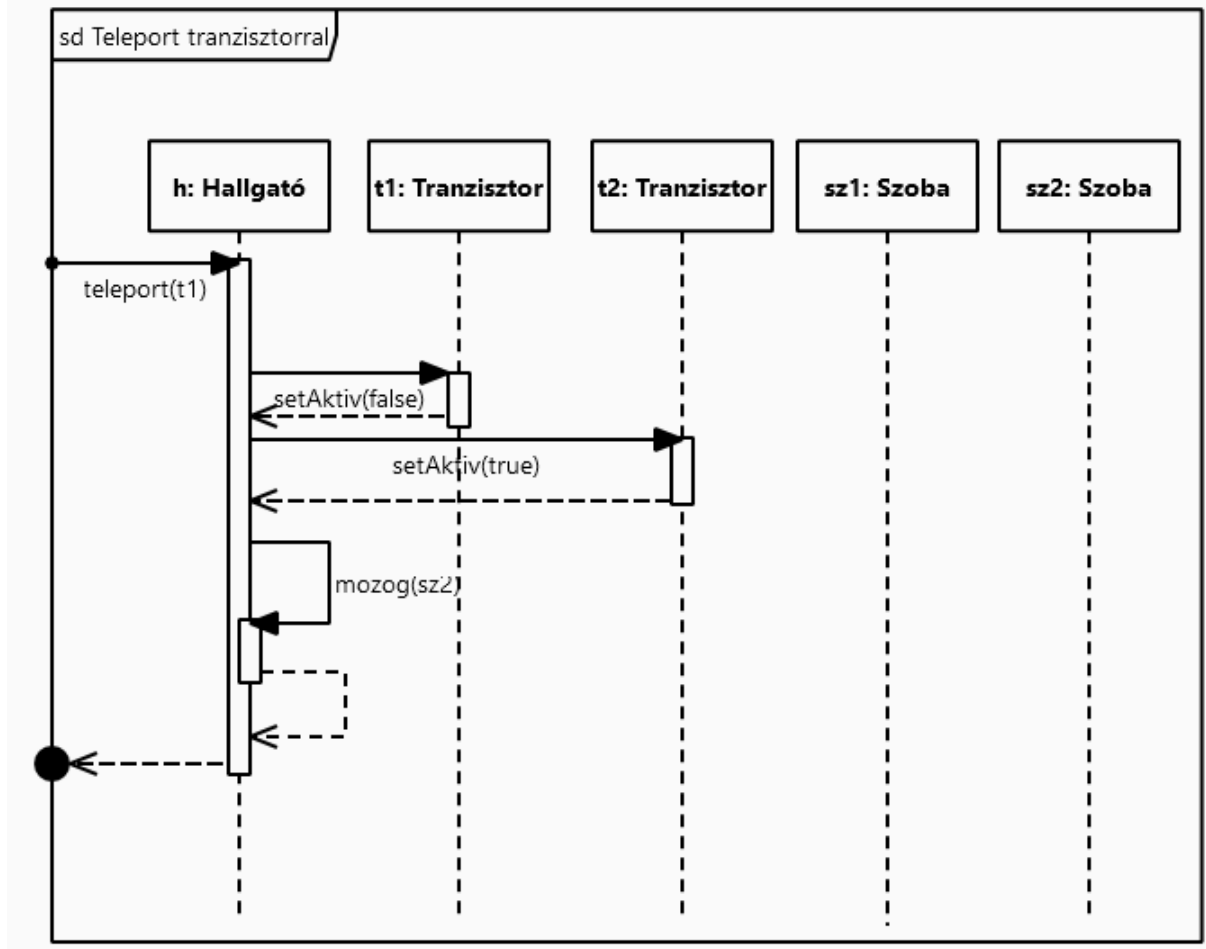 sd Teleport tranzisztorral
h: Hallgató
t1: Tranzisztor
t2: Tranzisztor
sz1: Szoba
sz2: Szoba
teleport(t1)
setAktiv(false)
setAktiv(true)
mozog(sz2)